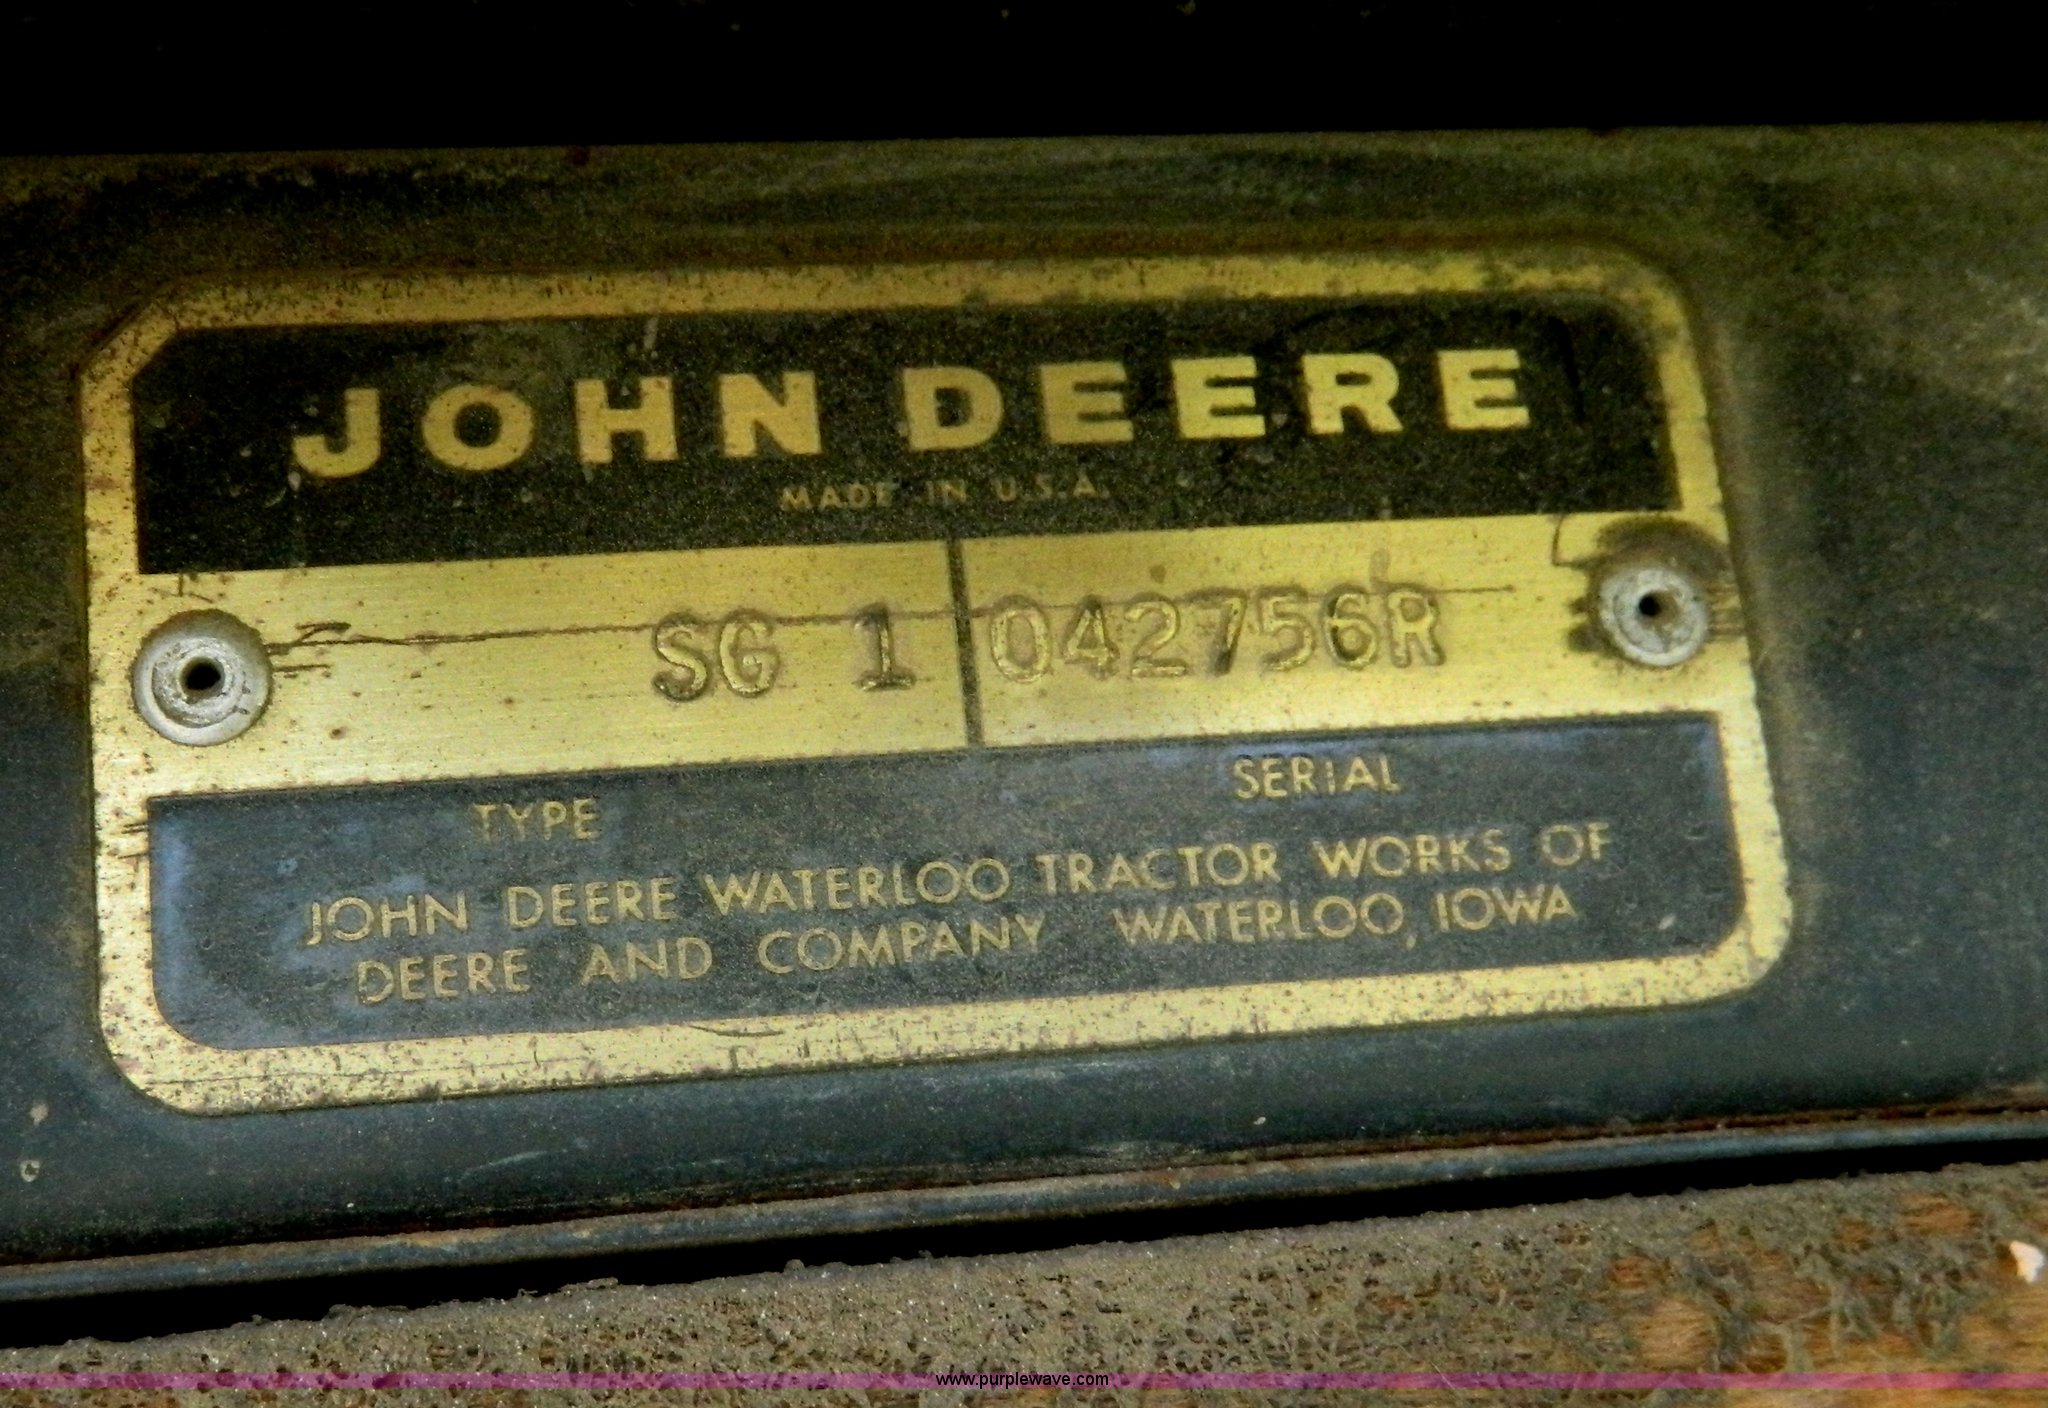 JOHN DEERE
MADE IN U.S.A.
SG 1 042756R
TYPE SERIAL
JOHN DEERE WATERLOO TRACTOR WORKS OF
DEERE AND COMPANY WATERLOO, IOWA
www.purplewave.com